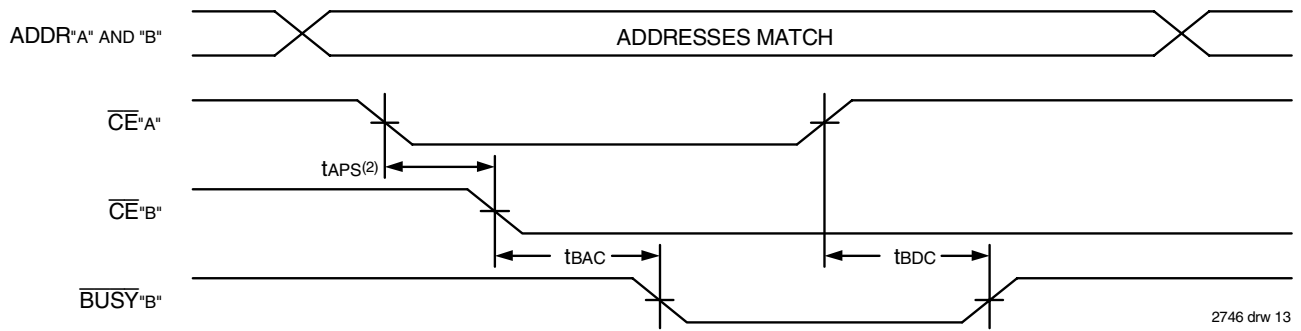 ADDR"A" AND "B"
ADDRESSES MATCH
CE"A"
tAPS(2)
CE"B"
tBAC
tBDC
BUSY"B"
2746 drw 13